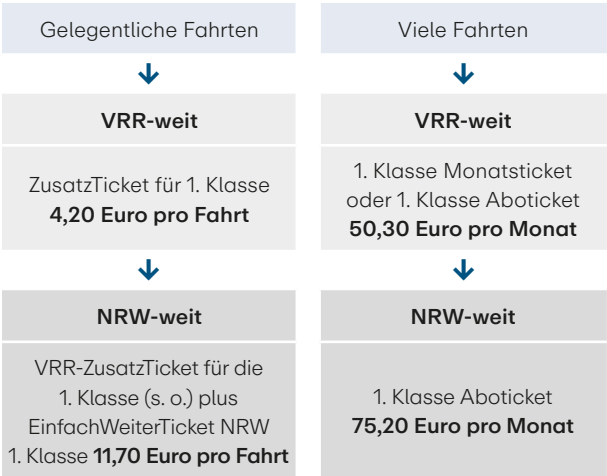 Gelegentliche Fahrten
VRR-weit
ZusatzTicket für 1. Klasse
4,20 Euro pro Fahrt
NRW-weit
VRR-ZusatzTicket für die
1. Klasse (s. o.) plus
EinfachWeiterTicket NRW
1. Klasse 11,70 Euro pro Fahrt
Viele Fahrten
VRR-weit
1. Klasse Monatsticket
oder 1. Klasse Aboticket
50,30 Euro pro Monat
NRW-weit
1. Klasse Aboticket
75,20 Euro pro Monat